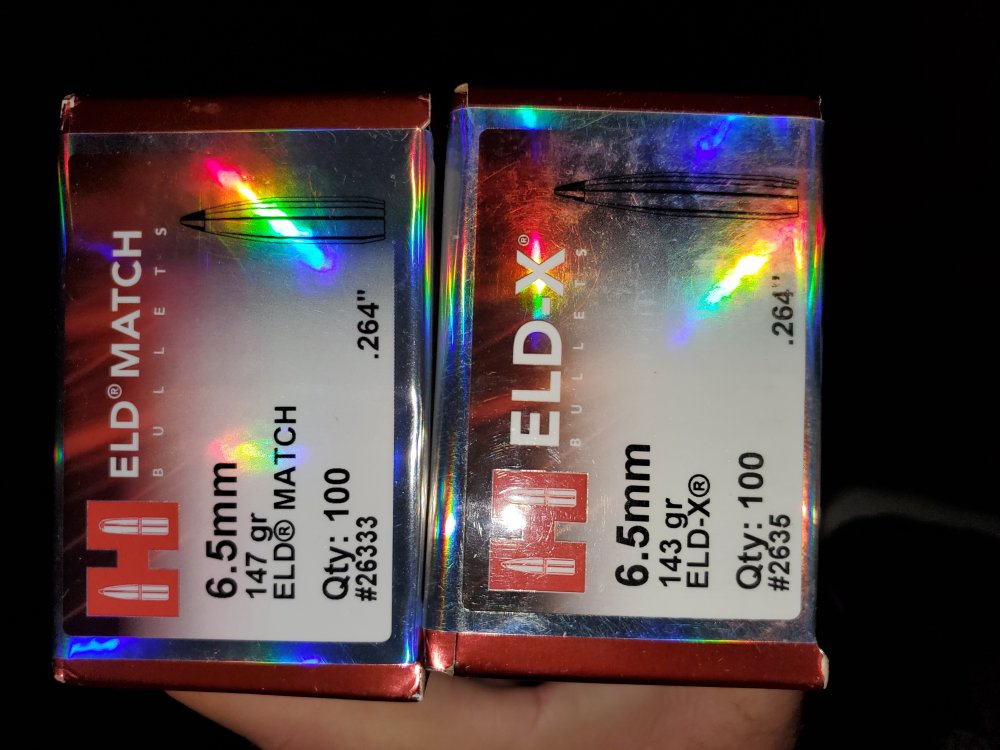 ELD® MATCH
BULLETS
6.5mm
147 gr
ELD® MATCH
.264"
Qty: 100
#26333
ELD-X®
BULLETS
6.5mm
143 gr
ELD-X®
.264"
Qty: 100
#2635